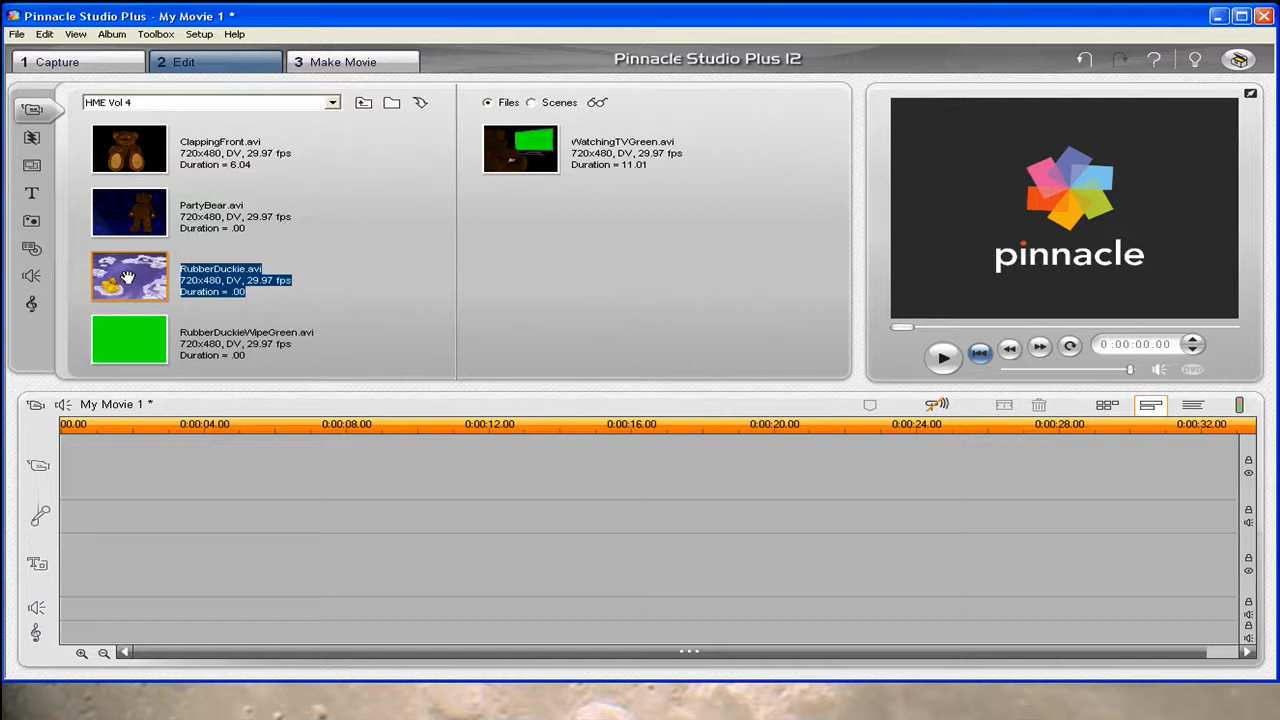 Pinnacle Studio Plus - My Movie 1 *
File Edit View Album Toolbox Setup Help
1 Capture 2 Edit 3 Make Movie Pinnacle Studio Plus 12
HME Vol 4
Files Scenes
ClappingFront.avi
720x480, DV, 29.97 fps
Duration = 6.04
WatchingTVGreen.avi
720x480, DV, 29.97 fps
Duration = 11.01
PartyBear.avi
720x480, DV, 29.97 fps
Duration = .00
RubberDuckie.avi
720x480, DV, 29.97 fps
Duration = .00
RubberDuckieWipeGreen.avi
720x480, DV, 29.97 fps
Duration = .00
pinnacle
0:00:00.00
DVD
My Movie 1 *
00.00 0:00:04.00 0:00:08.00 0:00:12.00 0:00:16.00 0:00:20.00 0:00:24.00 0:00:28.00 0:00:32.00